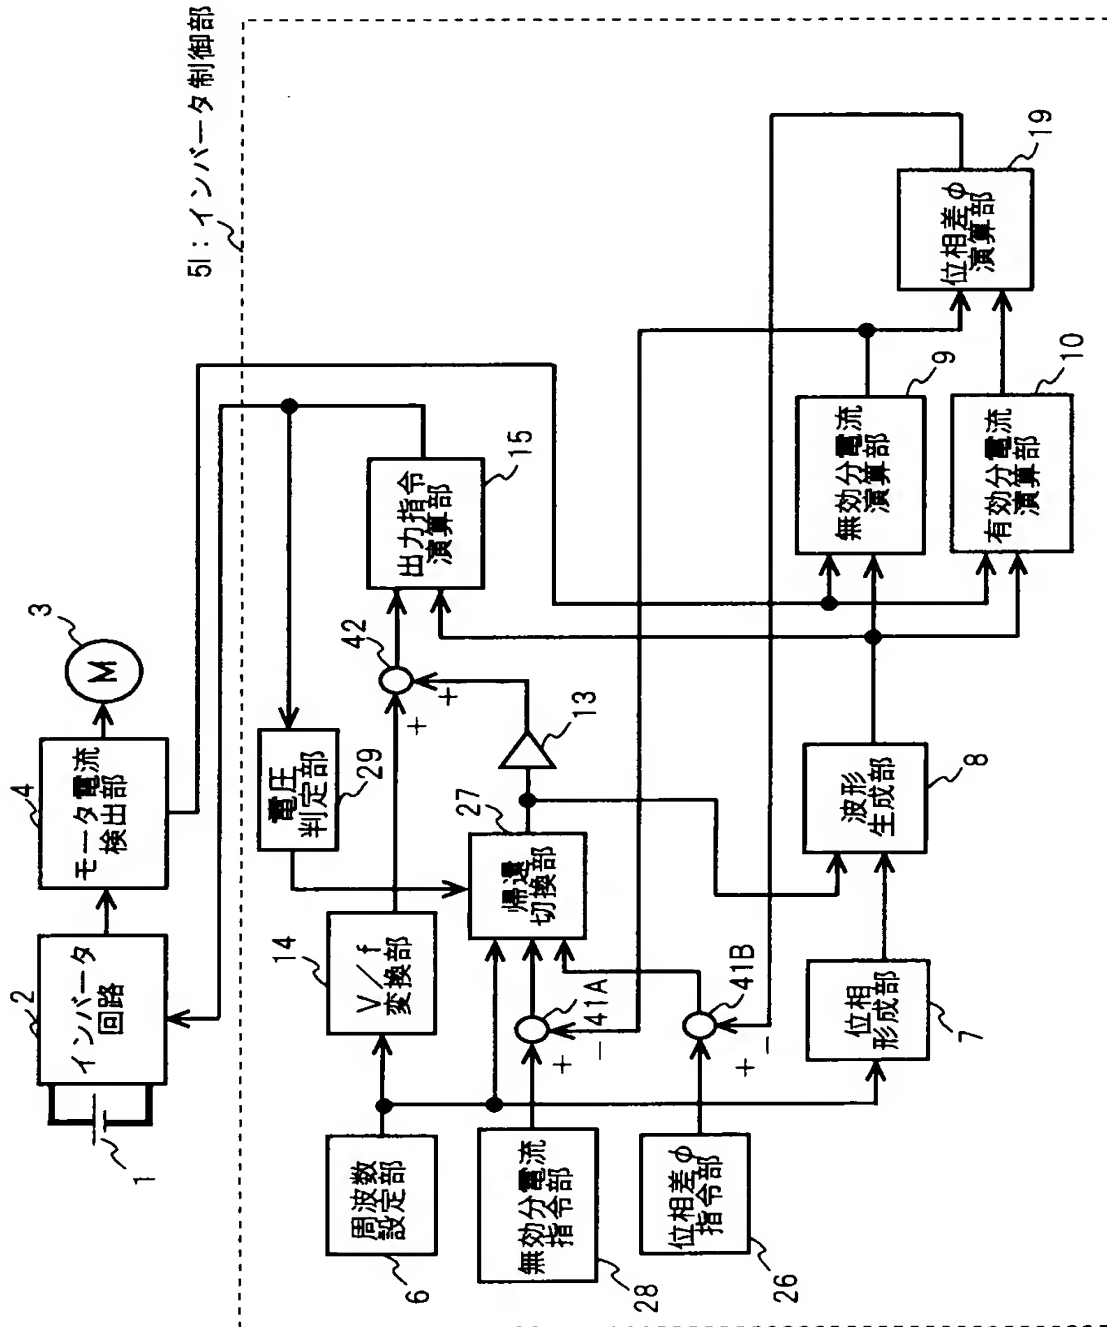 5I：インバータ制御部
1
2
インバータ
回路
4
モータ電流
検出部
3
M
6
周波数
設定部
14
V／f
変換部
29
電圧
判定部
42
+
+
15
出力指令
演算部
28
無効分電流
指令部
41A
+
-
27
帰還
切換部
13
26
位相差φ
指令部
41B
+
-
7
位相
形成部
8
波形
生成部
9
無効分電流
演算部
10
有効分電流
演算部
19
位相差φ
演算部